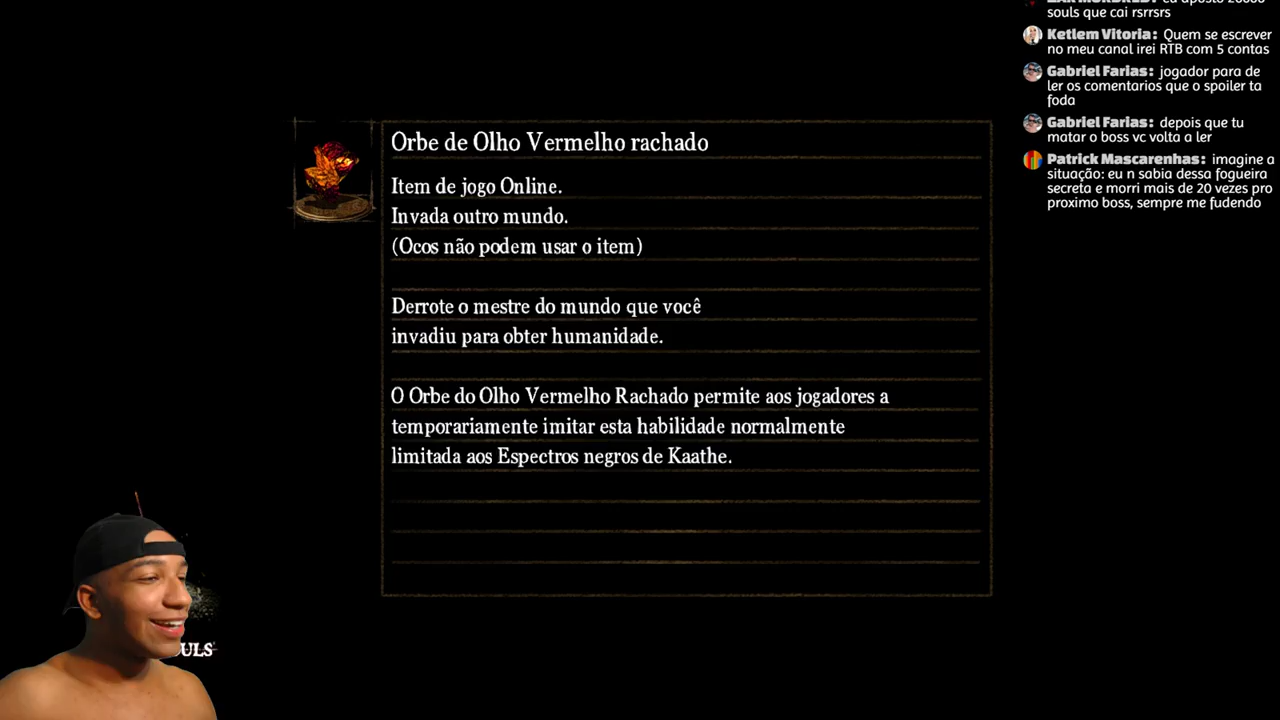 Orbe de Olho Vermelho rachado
Item de jogo Online.
Invada outro mundo.
(Ocos não podem usar o item)
Derrote o mestre do mundo que você
invadiu para obter humanidade.
O Orbe do Olho Vermelho Rachado permite aos jogadores a
temporariamente imitar esta habilidade normalmente
limitada aos Espectros negros de Kaathe.
souls que cai rsrrsrs
Ketlem Vitoria: Quem se escrever
no meu canal irei RTB com 5 contas
Gabriel Farias: jogador para de
ler os comentarios que o spoiler ta
foda
Gabriel Farias: depois que tu
matar o boss vc volta a ler
Patrick Mascarenhas: imagine a
situação: eu n sabia dessa fogueira
secreta e morri mais de 20 vezes pro
proximo boss, sempre me fudendo
ULS